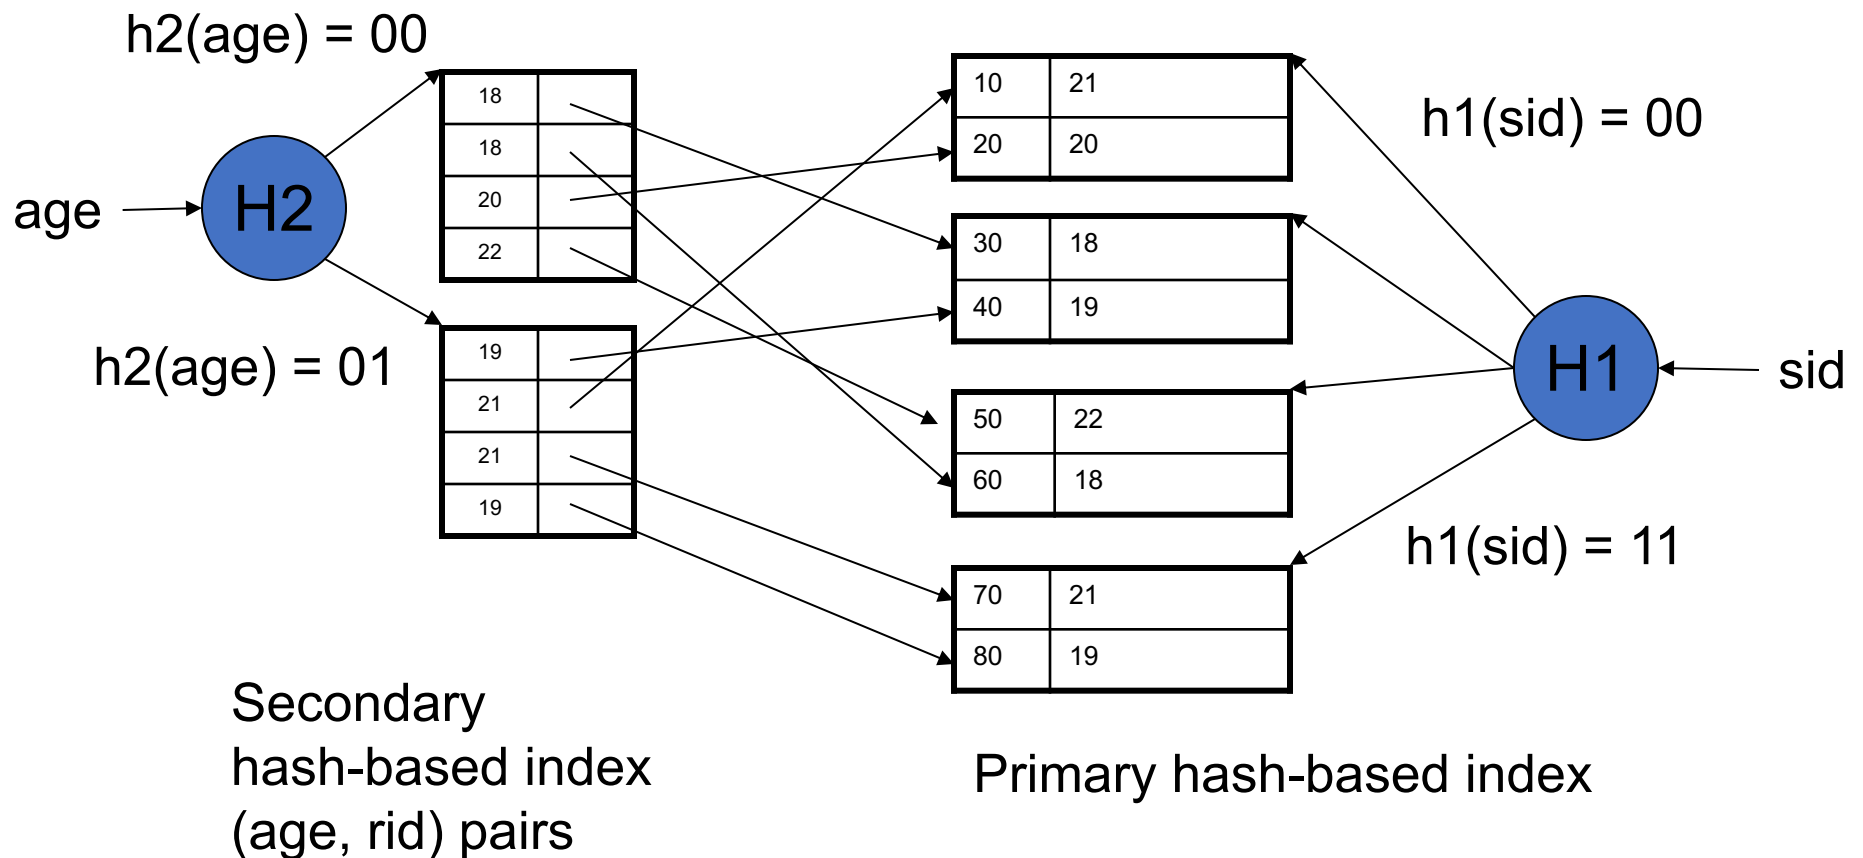 h2(age) = 00
age
H2
h2(age) = 01
18
18
20
22
19
21
21
19
10 21
20 20
30 18
40 19
50 22
60 18
70 21
80 19
h1(sid) = 00
H1
sid
h1(sid) = 11
Secondary
hash-based index
(age, rid) pairs
Primary hash-based index